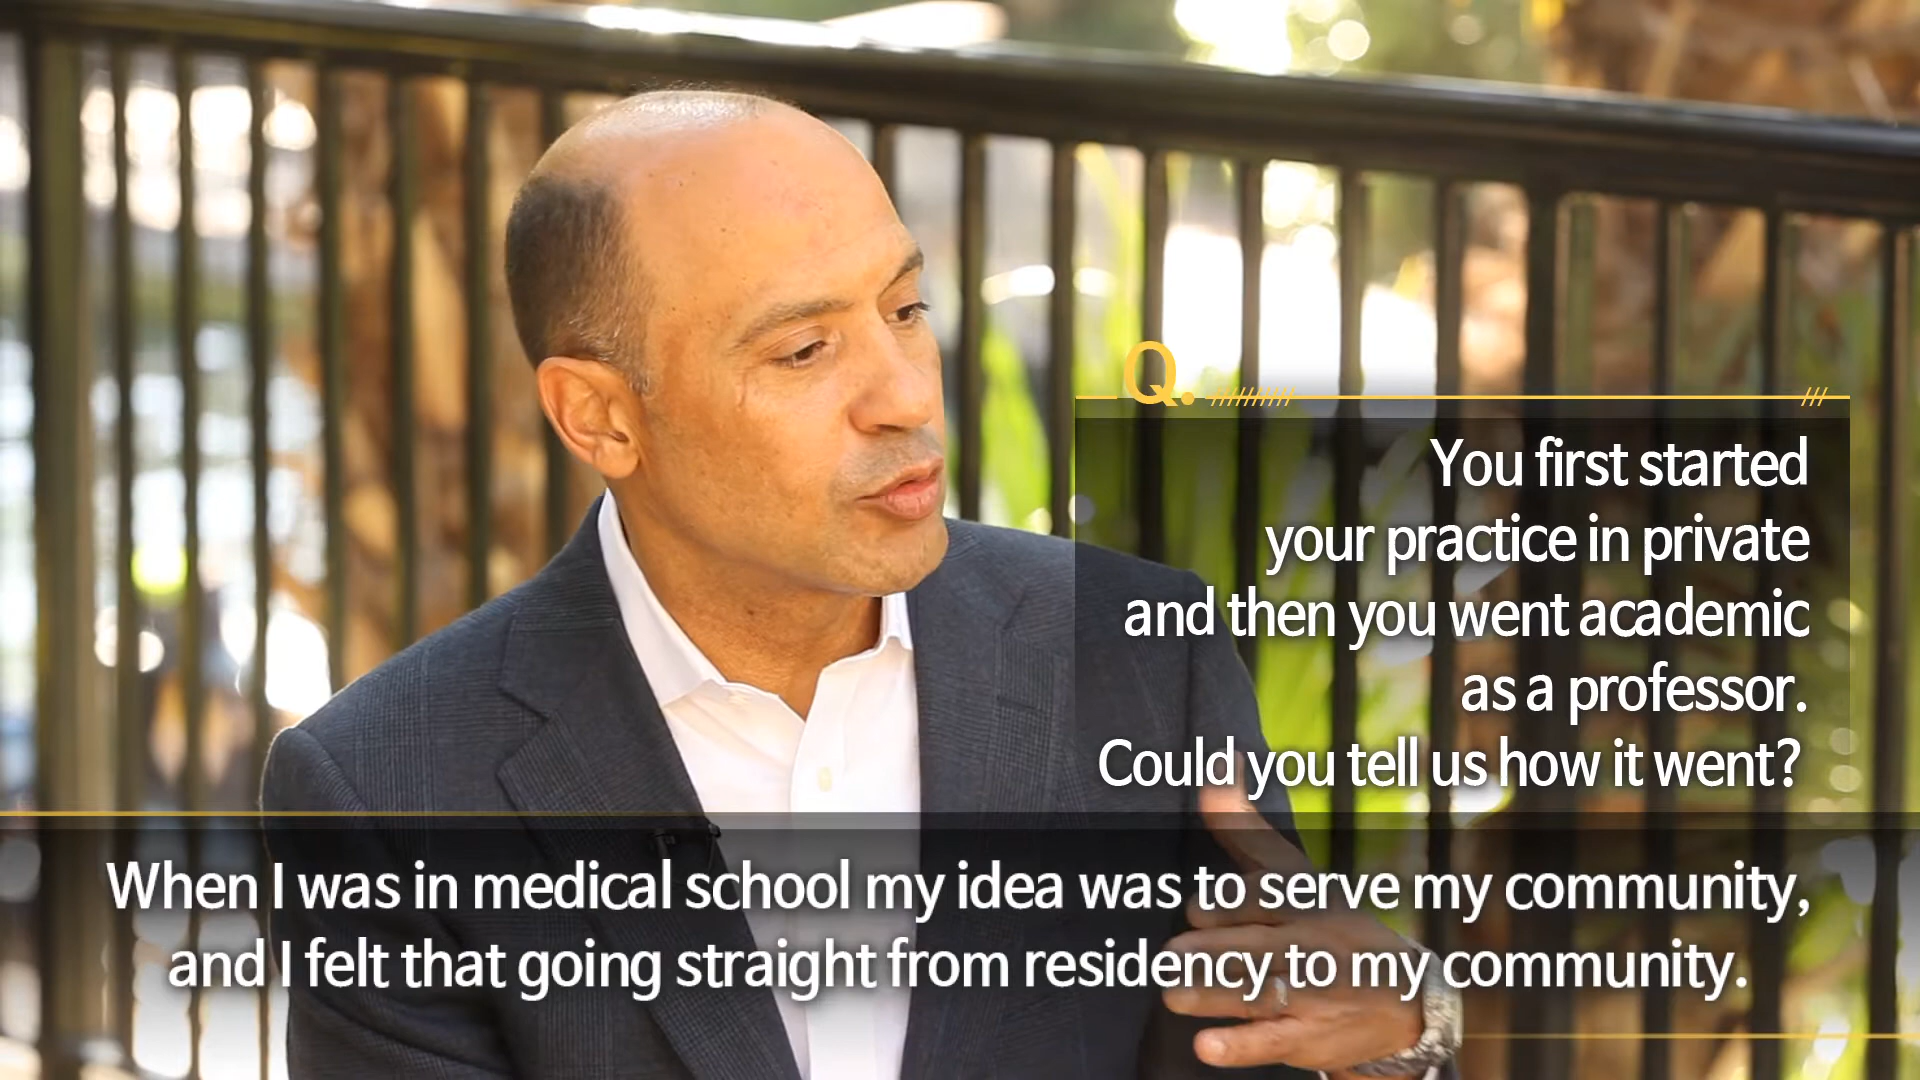 Q.
You first started
your practice in private
and then you went academic
as a professor.
Could you tell us how it went?
When I was in medical school my idea was to serve my community,
and I felt that going straight from residency to my community.